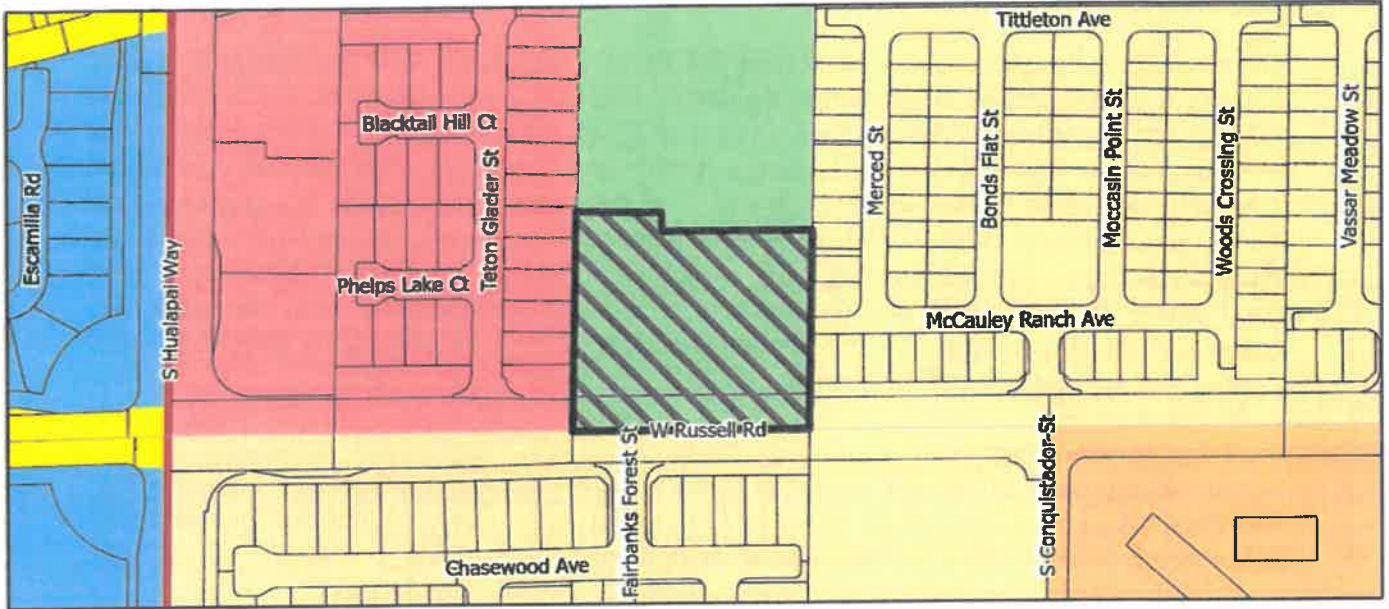 Tittleton Ave
Blacktail Hill Ct
Merced St
Bonds Flat St
Moccasin Point St
Woods Crossing St
Vassar Meadow St
Escamilla Rd
S Hualapai Way
Teton Glacier St
Phelps Lake Ct
McCauley Ranch Ave
W Russell Rd
Fairbanks Forest St
S Conquistador St
Chasewood Ave